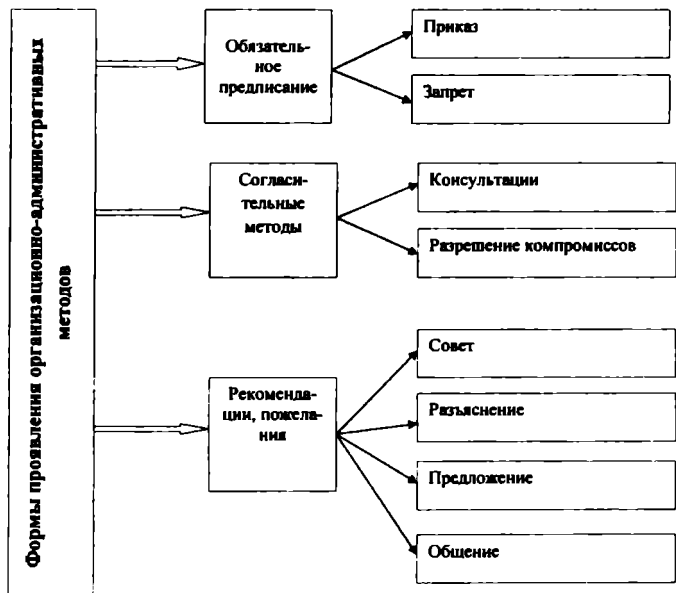 Формы проявления организационно-административных
методов
Обязатель-
ное
предписание
Приказ
Запрет
Согласи-
тельные
методы
Консультации
Разрешение компромиссов
Рекоменда-
ции, пожела-
ния
Совет
Разъяснение
Предложение
Общение